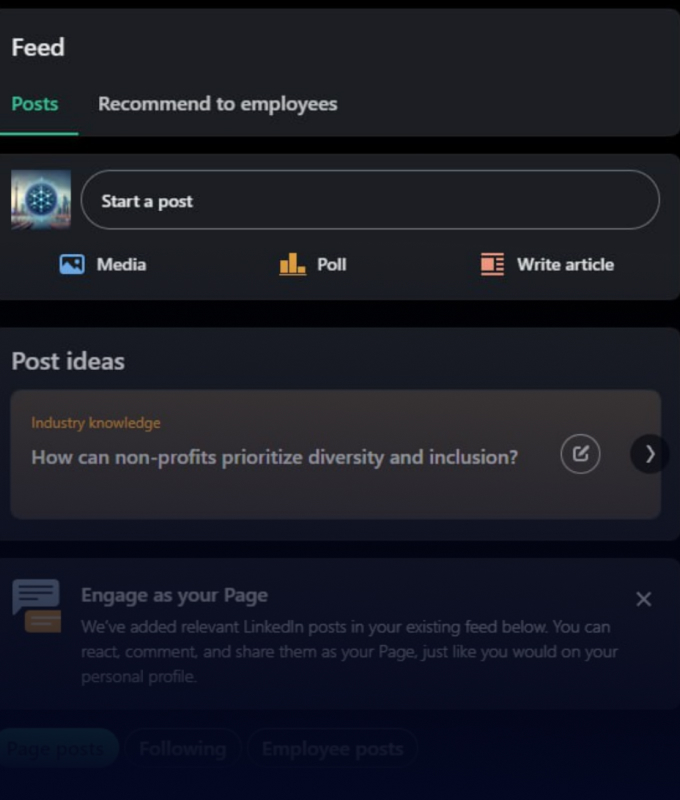 Feed
Posts Recommend to employees
Start a post
Media Poll Write article
Post ideas
Industry knowledge
How can non-profits prioritize diversity and inclusion?
Engage as your Page
We've added relevant LinkedIn posts in your existing feed below. You can
react, comment, and share them as your Page, just like you would on your
personal profile.
Page posts Following Employee posts